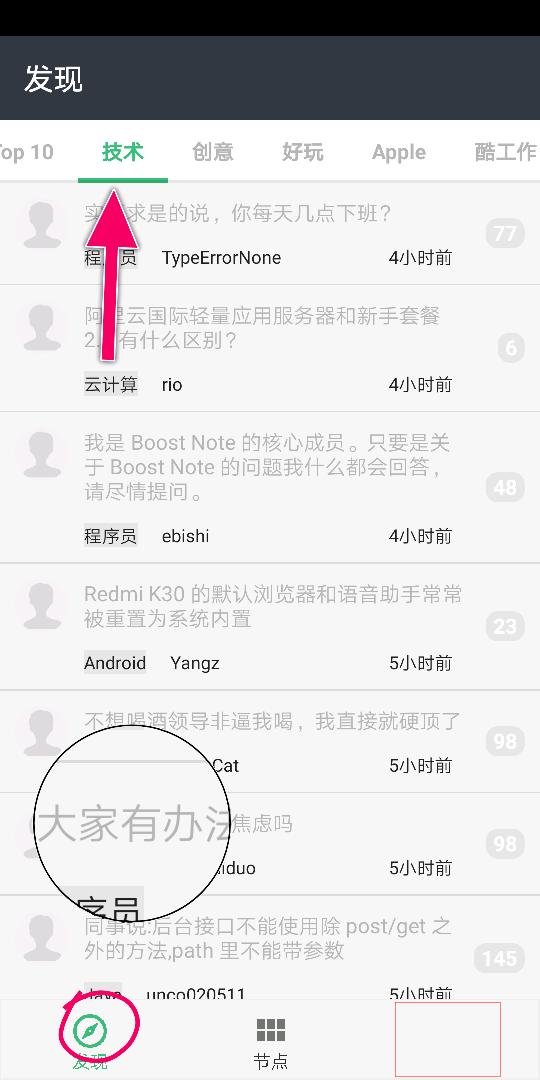 发现
Top 10 技术 创意 好玩 Apple 酷工作
实 求是的说，你每天几点下班？
77
程 员 TypeErrorNone 4小时前
阿里云国际轻量应用服务器和新手套餐
2. 有什么区别？
6
云计算 rio 4小时前
我是 Boost Note 的核心成员。只要是关
于 Boost Note 的问题我什么都会回答，
请尽情提问。
48
程序员 ebishi 4小时前
Redmi K30 的默认浏览器和语音助手常常
被重置为系统内置
23
Android Yangz 5小时前
不想喝酒领导非逼我喝，我直接就硬顶了
98
Cat 5小时前
大家有办法 焦虑吗
98
duo 5小时前
序员
同事说:后台接口不能使用除 post/get 之
外的方法,path 里不能带参数
145
Java unco020511 5小时前
发现 节点